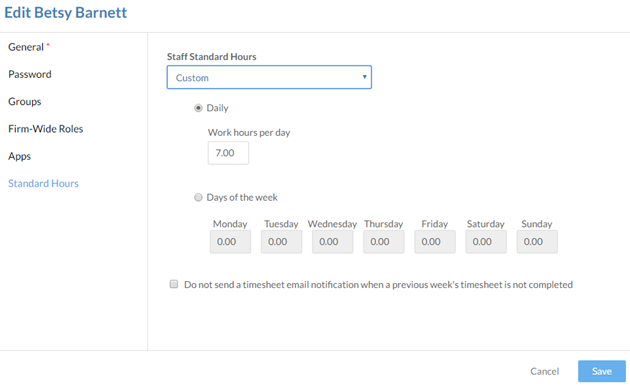 Edit Betsy Barnett
General *
Password
Groups
Firm-Wide Roles
Apps
Standard Hours
Staff Standard Hours
Custom
Daily
Work hours per day
7.00
Days of the week
Monday Tuesday Wednesday Thursday Friday Saturday Sunday
0.00 0.00 0.00 0.00 0.00 0.00 0.00
Do not send a timesheet email notification when a previous week's timesheet is not completed
Cancel Save